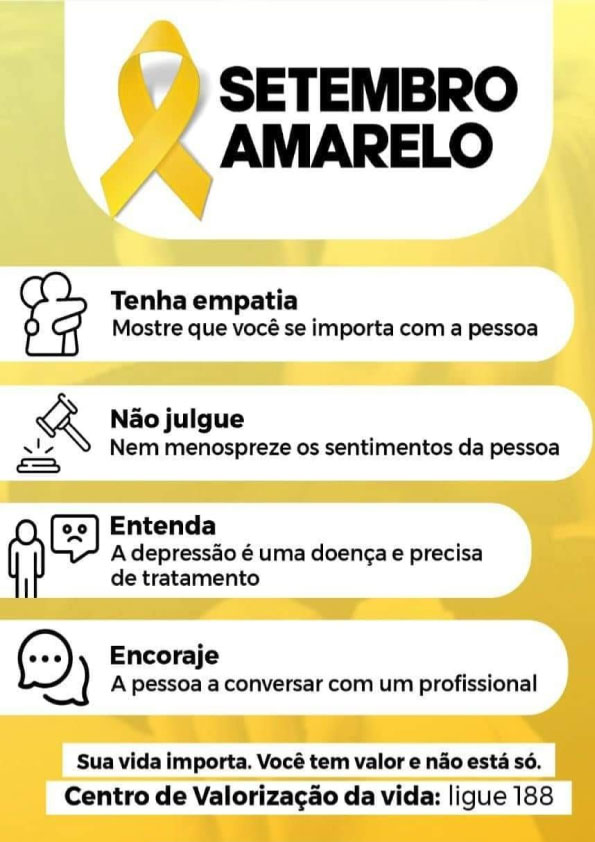 SETEMBRO
AMARELO
Tenha empatia
Mostre que você se importa com a pessoa
Não julgue
Nem menospreze os sentimentos da pessoa
Entenda
A depressão é uma doença e precisa
de tratamento
Encoraje
A pessoa a conversar com um profissional
Sua vida importa. Você tem valor e não está só.
Centro de Valorização da vida: ligue 188